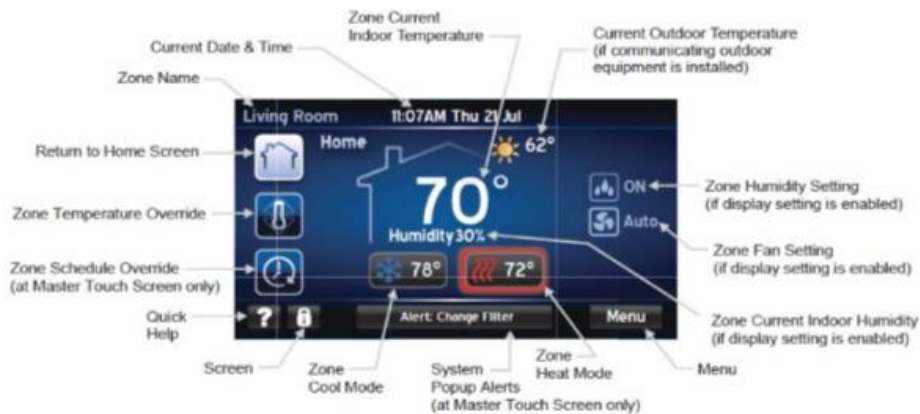 Zone Current
Indoor Temperature
Current Outdoor Temperature
(if communicating outdoor
equipment is installed)
Current Date & Time
Zone Name
Living Room
11:07AM Thu 21 Jul
Return to Home Screen
Home
62°
70°
Zone Temperature Override
Humidity 30%
ON
Auto
Zone Humidity Setting
(if display setting is enabled)
Zone Fan Setting
(if display setting is enabled)
Zone Schedule Override
(at Master Touch Screen only)
78°
72°
Quick
Help
?
Alert: Change Filter
Menu
Zone Current Indoor Humidity
(if display setting is enabled)
Screen
Zone
Cool Mode
System
Popup Alerts
(at Master Touch Screen only)
Zone
Heat Mode
Menu